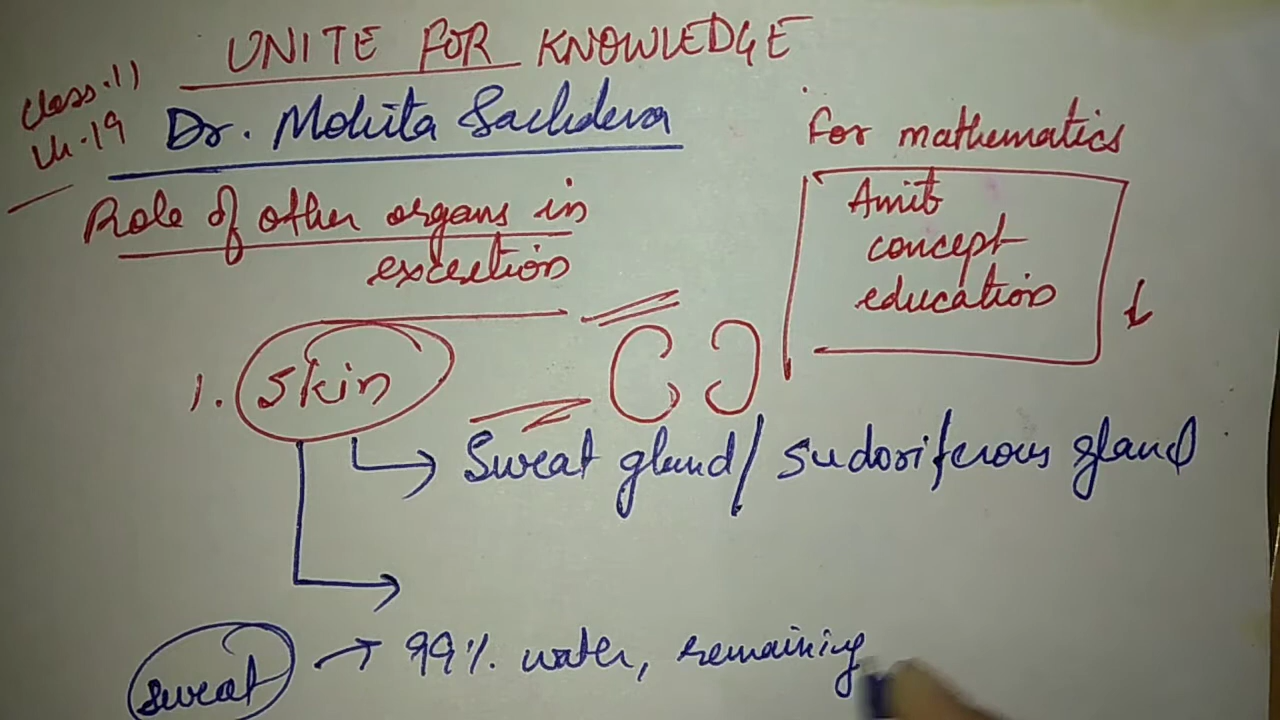 UNITE FOR KNOWLEDGE
Class.11
Ch.19
Dr. Mohita Sachdeva
For mathematics
Amit
concept
education
Role of other organs in
excretion
1. Skin
Sweat gland/ sudoriferous gland
sweat → 99% water, remaining